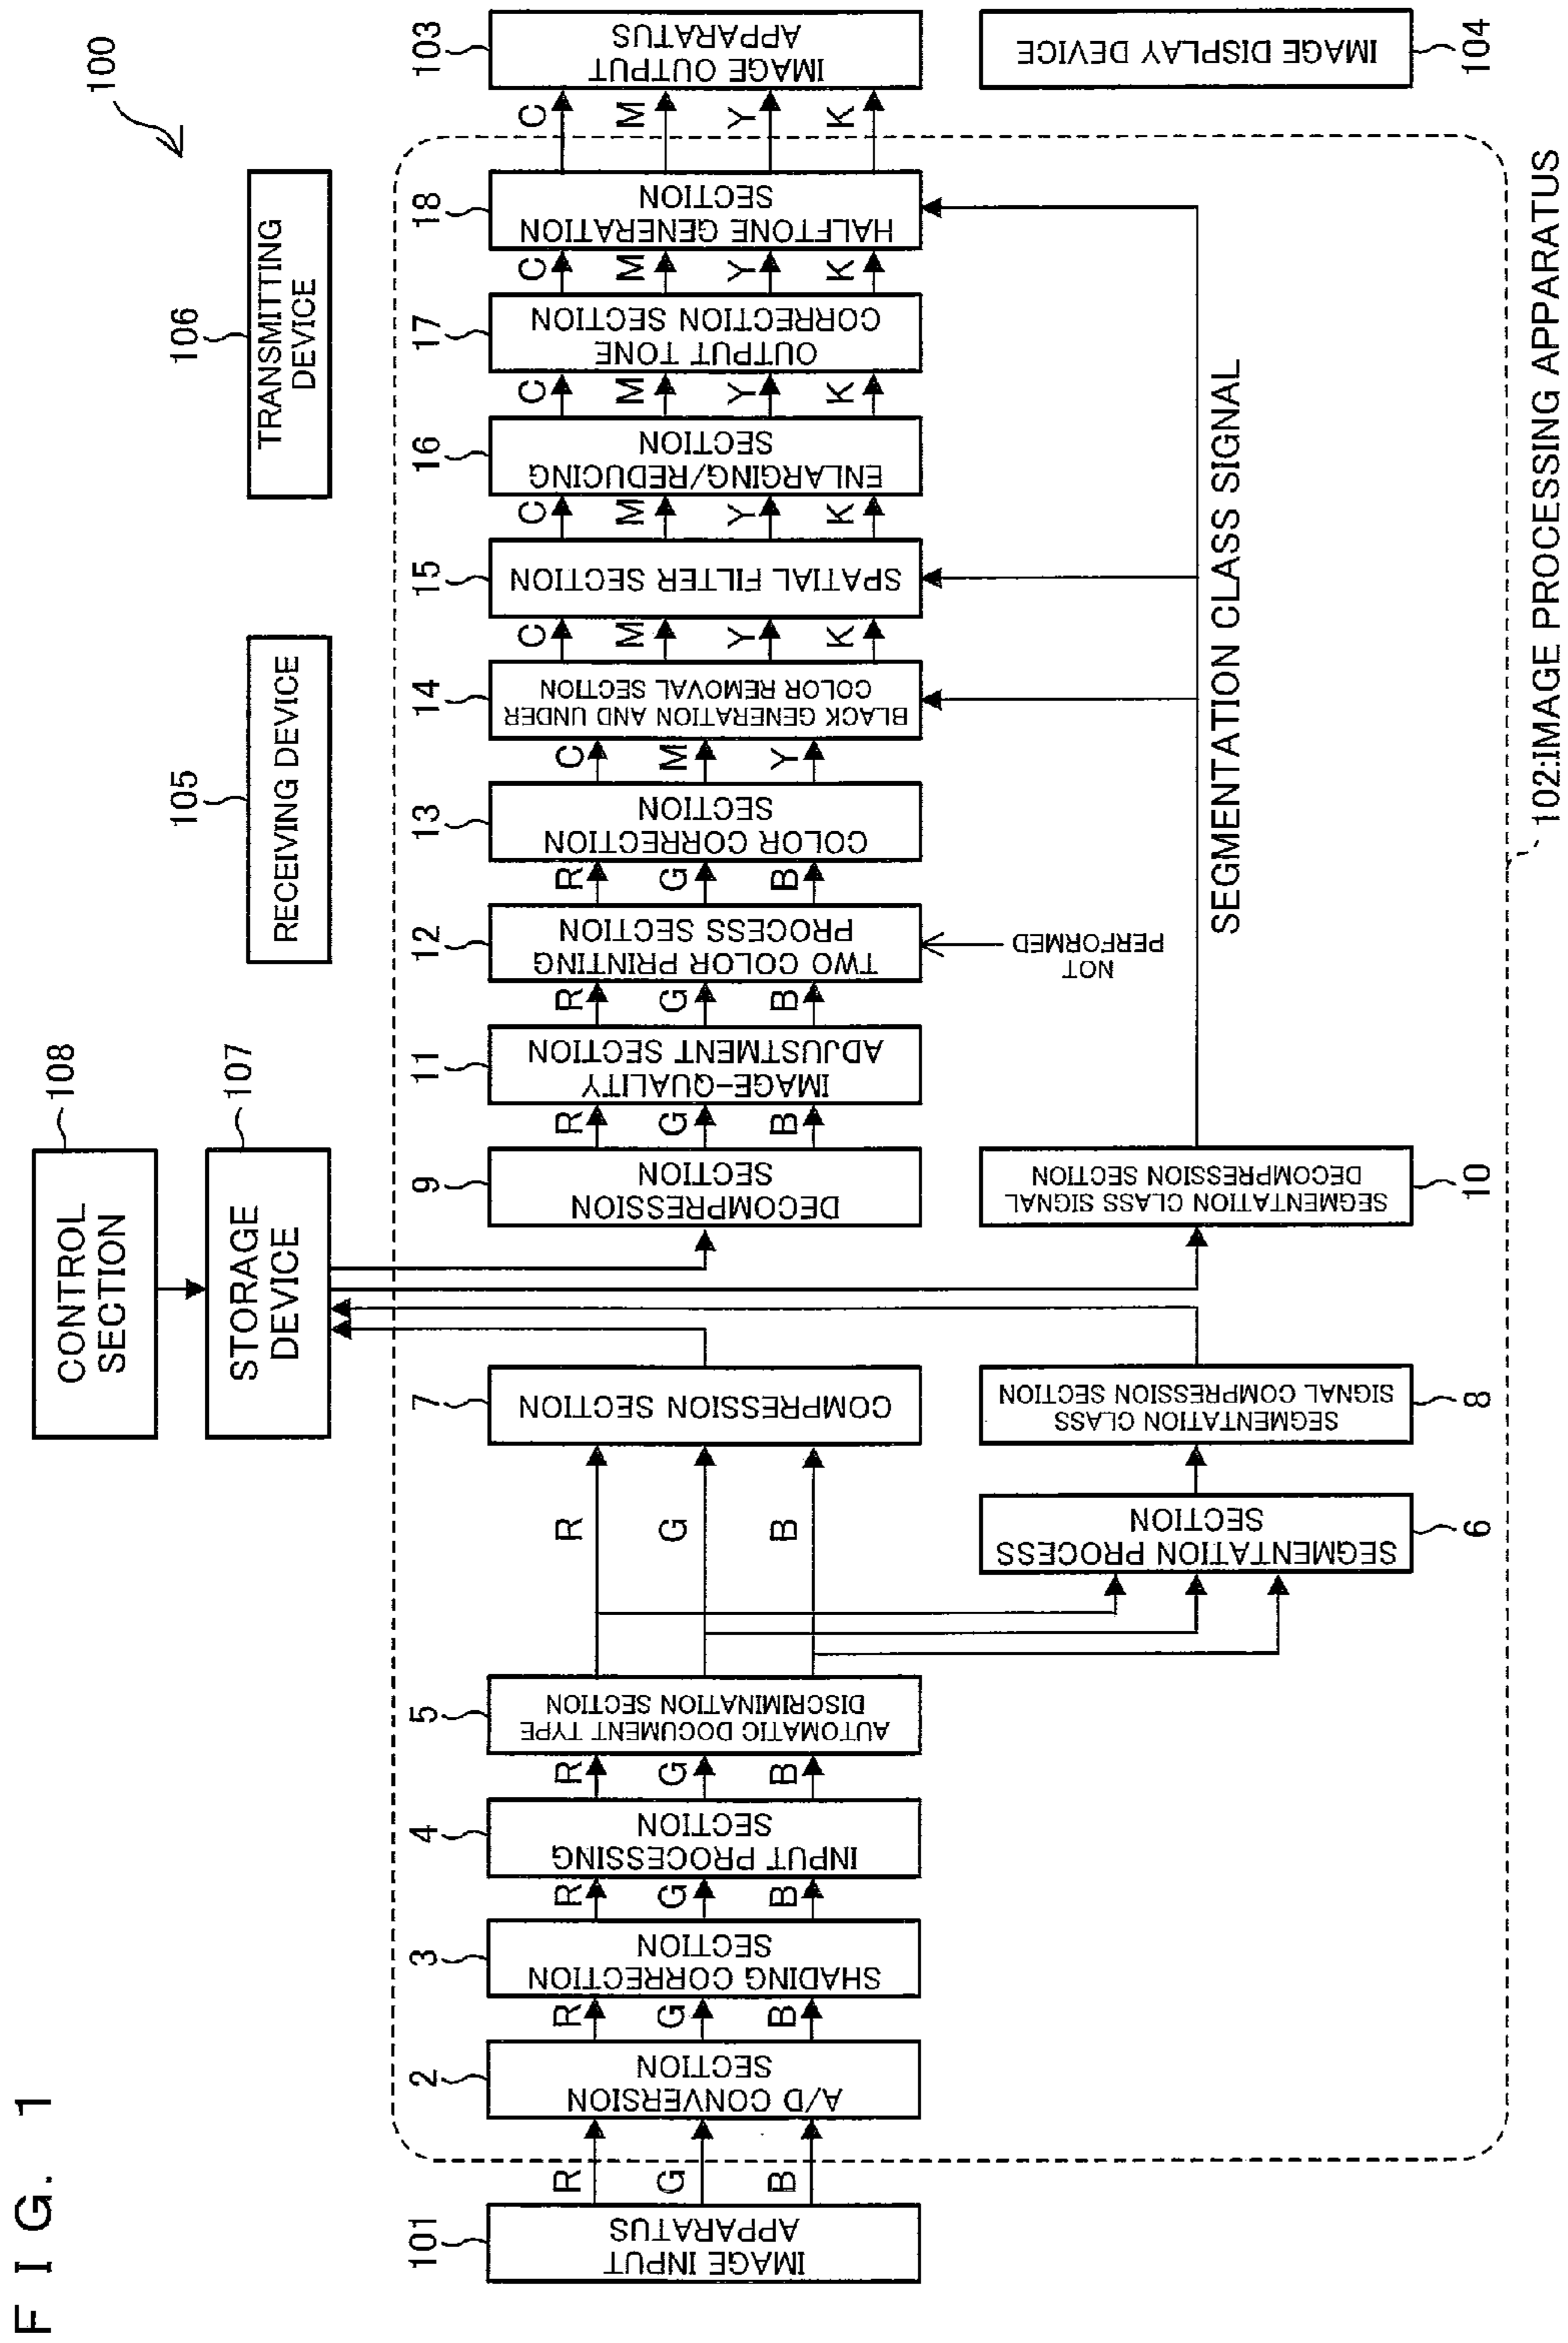 FIG. 1
100
108
CONTROL
SECTION
107
STORAGE
DEVICE
105
RECEIVING DEVICE
106
TRANSMITTING
DEVICE
101
IMAGE INPUT
APPARATUS
R
G
B
2
A/D CONVERSION
SECTION
R
G
B
3
SHADING CORRECTION
SECTION
R
G
B
4
INPUT PROCESSING
SECTION
R
G
B
5
AUTOMATIC DOCUMENT TYPE
DISCRIMINATION SECTION
R
G
B
7
COMPRESSION SECTION
9
DECOMPRESSION
SECTION
R
G
B
11
IMAGE-QUALITY
ADJUSTMENT SECTION
R
G
B
12
TWO COLOR PRINTING
PROCESS SECTION
NOT
PERFORMED
R
G
B
13
COLOR CORRECTION
SECTION
C
M
Y
14
BLACK GENERATION AND UNDER
COLOR REMOVAL SECTION
C
M
Y
K
15
SPATIAL FILTER SECTION
C
M
Y
K
16
ENLARGING/REDUCING
SECTION
C
M
Y
K
17
OUTPUT TONE
CORRECTION SECTION
C
M
Y
K
18
HALFTONE GENERATION
SECTION
C
M
Y
K
103
IMAGE OUTPUT
APPARATUS
6
SEGMENTATION PROCESS
SECTION
8
SEGMENTATION CLASS
SIGNAL COMPRESSION SECTION
10
SEGMENTATION CLASS SIGNAL
DECOMPRESSION SECTION
SEGMENTATION CLASS SIGNAL
104
IMAGE DISPLAY DEVICE
102:IMAGE PROCESSING APPARATUS